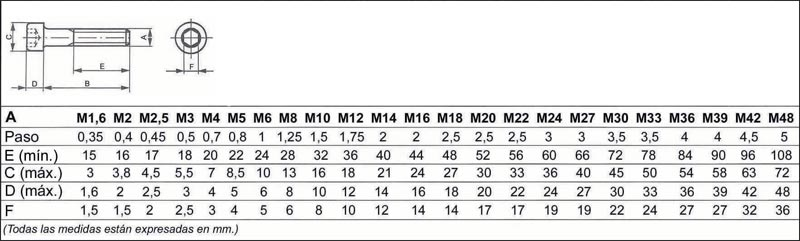 C
A
E
F
D
B
A M1,6 M2 M2,5 M3 M4 M5 M6 M8 M10 M12 M14 M16 M18 M20 M22 M24 M27 M30 M33 M36 M39 M42 M48
Paso 0,35 0,4 0,45 0,5 0,7 0,8 1 1,25 1,5 1,75 2 2 2,5 2,5 2,5 3 3 3,5 3,5 4 4 4,5 5
E (mín.) 15 16 17 18 20 22 24 28 32 36 40 44 48 52 56 60 66 72 78 84 90 96 108
C (máx.) 3 3,8 4,5 5,5 7 8,5 10 13 16 18 21 24 27 30 33 36 40 45 50 54 58 63 72
D (máx.) 1,6 2 2,5 3 4 5 6 8 10 12 14 16 18 20 22 24 27 30 33 36 39 42 48
F 1,5 1,5 2 2,5 3 4 5 6 8 10 12 14 14 17 17 19 19 22 24 27 27 32 36
(Todas las medidas están expresadas en mm.)